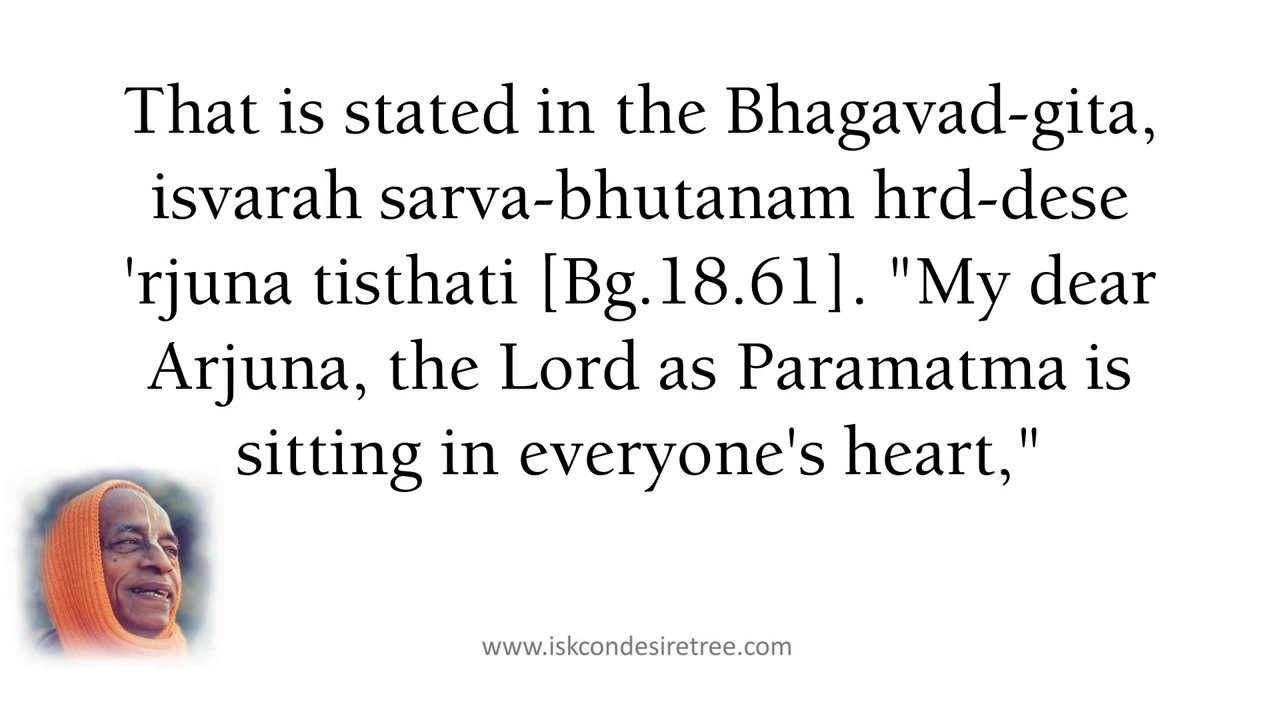 That is stated in the Bhagavad-gita,
isvarah sarva-bhutanam hrd-dese
'rjuna tisthati [Bg.18.61]. "My dear
Arjuna, the Lord as Paramatma is
sitting in everyone's heart,"
www.iskcondesiretree.com